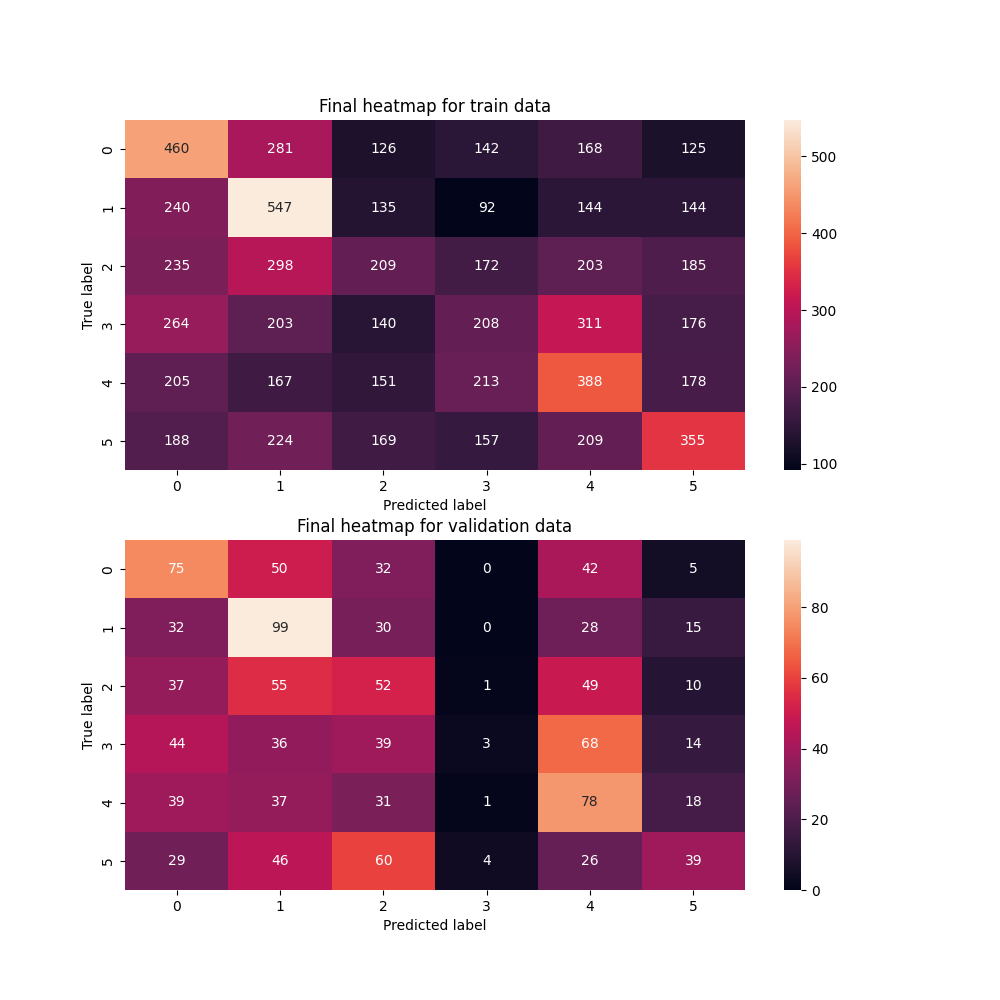 Final heatmap for train data
0 460 281 126 142 168 125
1 240 547 135 92 144 144
2 235 298 209 172 203 185
3 264 203 140 208 311 176
4 205 167 151 213 388 178
5 188 224 169 157 209 355
0 1 2 3 4 5
True label
Predicted label
500
400
300
200
100
Final heatmap for validation data
0 75 50 32 0 42 5
1 32 99 30 0 28 15
2 37 55 52 1 49 10
3 44 36 39 3 68 14
4 39 37 31 1 78 18
5 29 46 60 4 26 39
0 1 2 3 4 5
True label
Predicted label
80
60
40
20
0